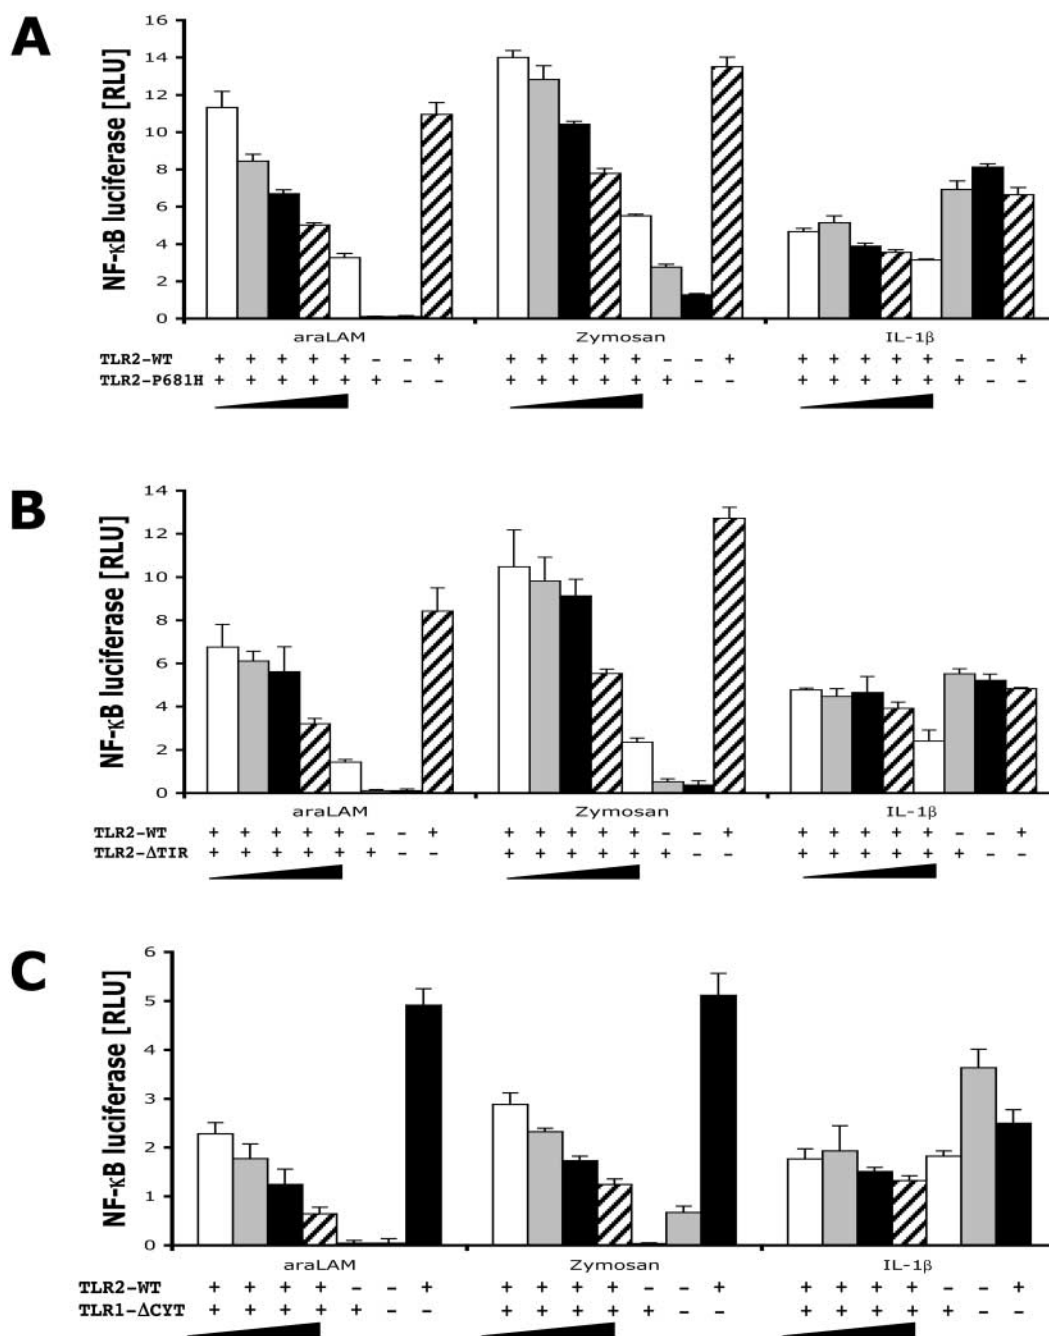 A
NF-κB luciferase [RLU]
16
14
12
10
8
6
4
2
0
araLAM Zymosan IL-1β
TLR2-WT + + + + + – – + + + + + + – – + + + + + + – – +
TLR2-P681H + + + + + + – – + + + + + + – – + + + + + + – –
B
NF-κB luciferase [RLU]
14
12
10
8
6
4
2
0
araLAM Zymosan IL-1β
TLR2-WT + + + + + – – + + + + + + – – + + + + + + – – +
TLR2-ΔTIR + + + + + + – – + + + + + + – – + + + + + + – –
C
NF-κB luciferase [RLU]
6
5
4
3
2
1
0
araLAM Zymosan IL-1β
TLR2-WT + + + + – – + + + + + – – + + + + + – – +
TLR1-ΔCYT + + + + + – – + + + + + – – + + + + + – –